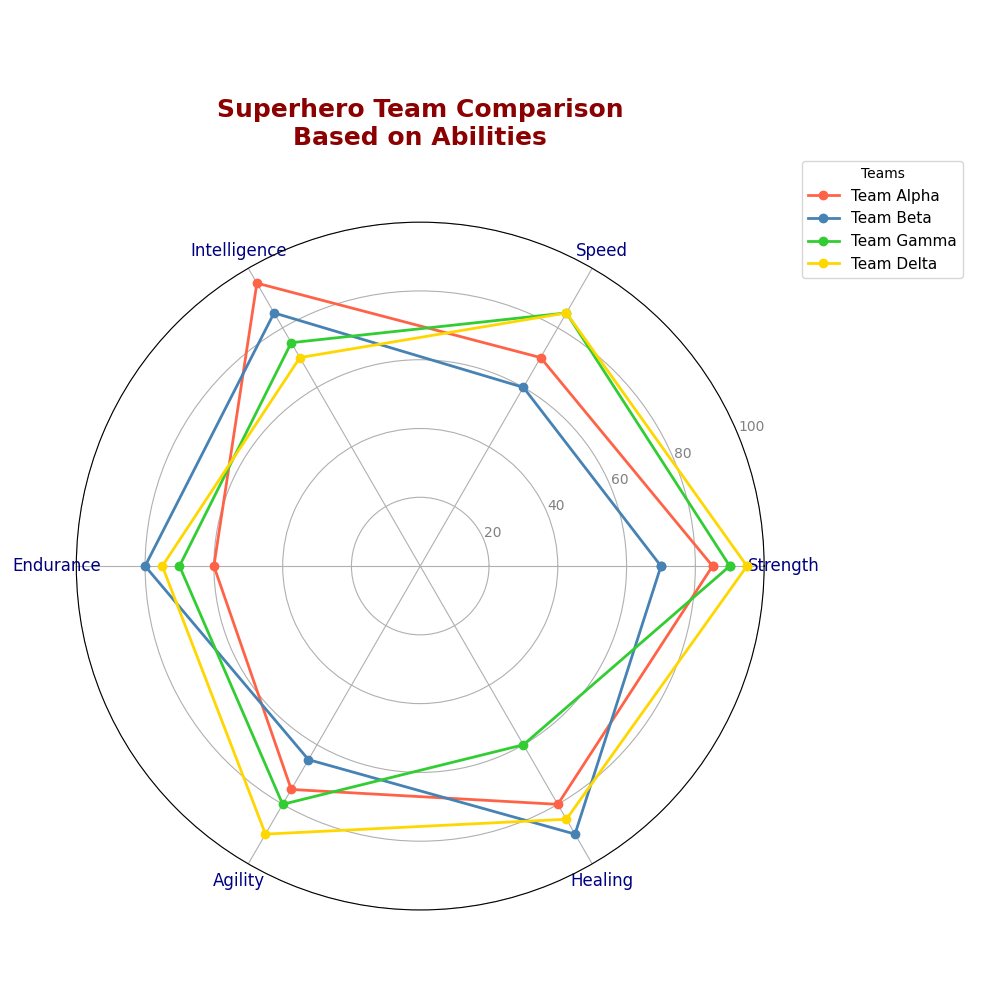 Superhero Team Comparison
Based on Abilities
Teams
Team Alpha
Team Beta
Team Gamma
Team Delta
Intelligence
Speed
100
80
60
40
20
Endurance
Strength
Agility
Healing